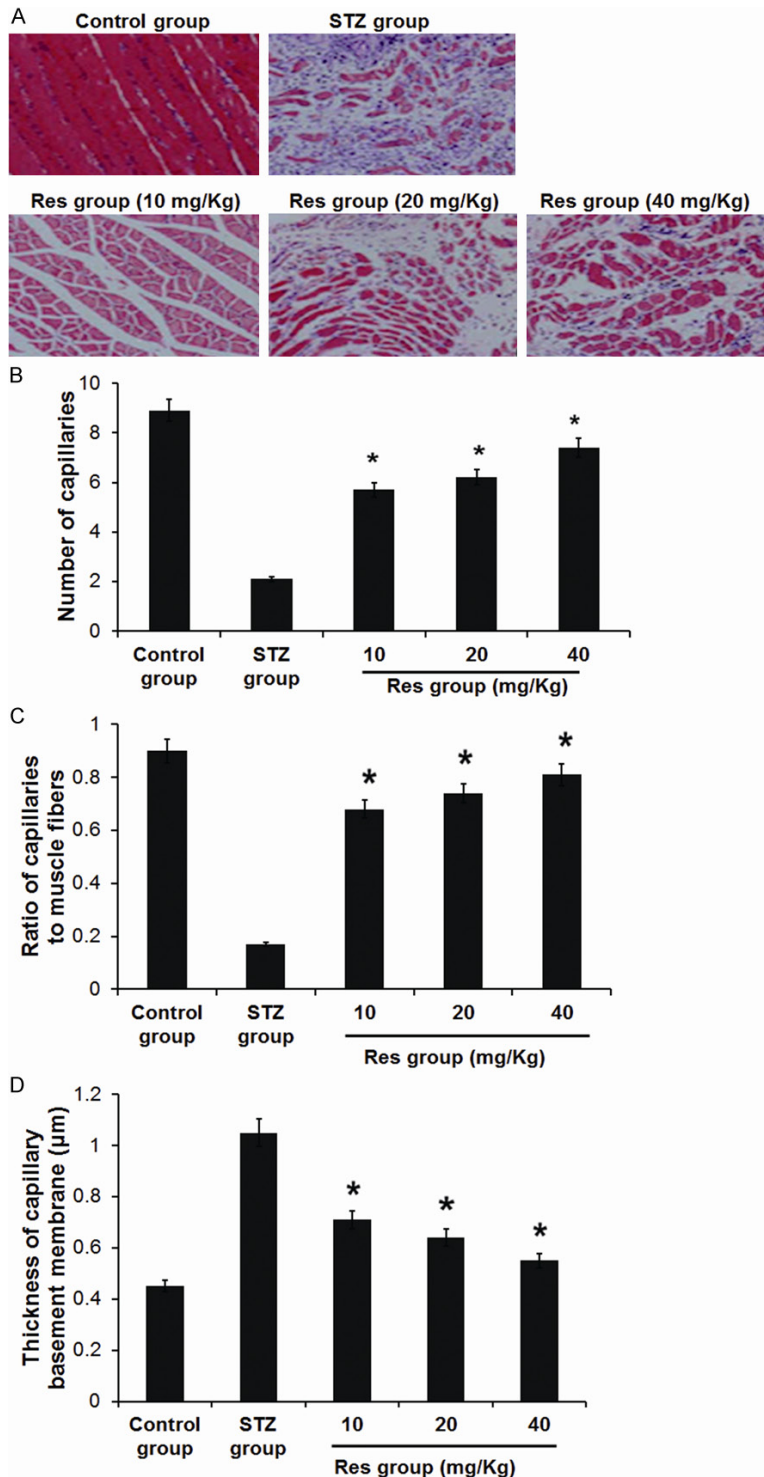 A
Control group STZ group
Res group (10 mg/Kg) Res group (20 mg/Kg) Res group (40 mg/Kg)
B
Number of capillaries
10
8
6
4
2
0
* * *
Control group STZ group 10 20 40
Res group (mg/Kg)
C
Ratio of capillaries
to muscle fibers
1
0.8
0.6
0.4
0.2
0
* * *
Control group STZ group 10 20 40
Res group (mg/Kg)
D
Thickness of capillary
basement membrane (µm)
1.2
1
0.8
0.6
0.4
0.2
0
* * *
Control group STZ group 10 20 40
Res group (mg/Kg)